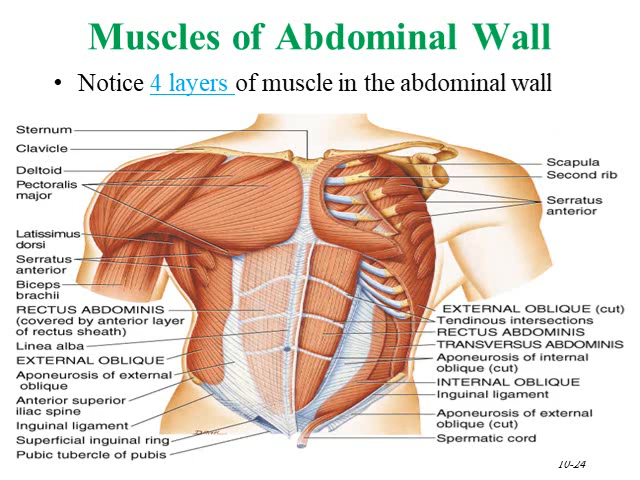 Muscles of Abdominal Wall
• Notice 4 layers of muscle in the abdominal wall
Sternum
Clavicle
Deltoid
Pectoralis
major
Latissimus
dorsi
Serratus
anterior
Biceps
brachii
RECTUS ABDOMINIS
(covered by anterior layer
of rectus sheath)
Linea alba
EXTERNAL OBLIQUE
Aponeurosis of external
oblique
Anterior superior
iliac spine
Inguinal ligament
Superficial inguinal ring
Pubic tubercle of pubis
Scapula
Second rib
Serratus
anterior
EXTERNAL OBLIQUE (cut)
Tendinous intersections
RECTUS ABDOMINIS
TRANSVERSUS ABDOMINIS
Aponeurosis of internal
oblique (cut)
INTERNAL OBLIQUE
Inguinal ligament
Aponeurosis of external
oblique (cut)
Spermatic cord
10-24